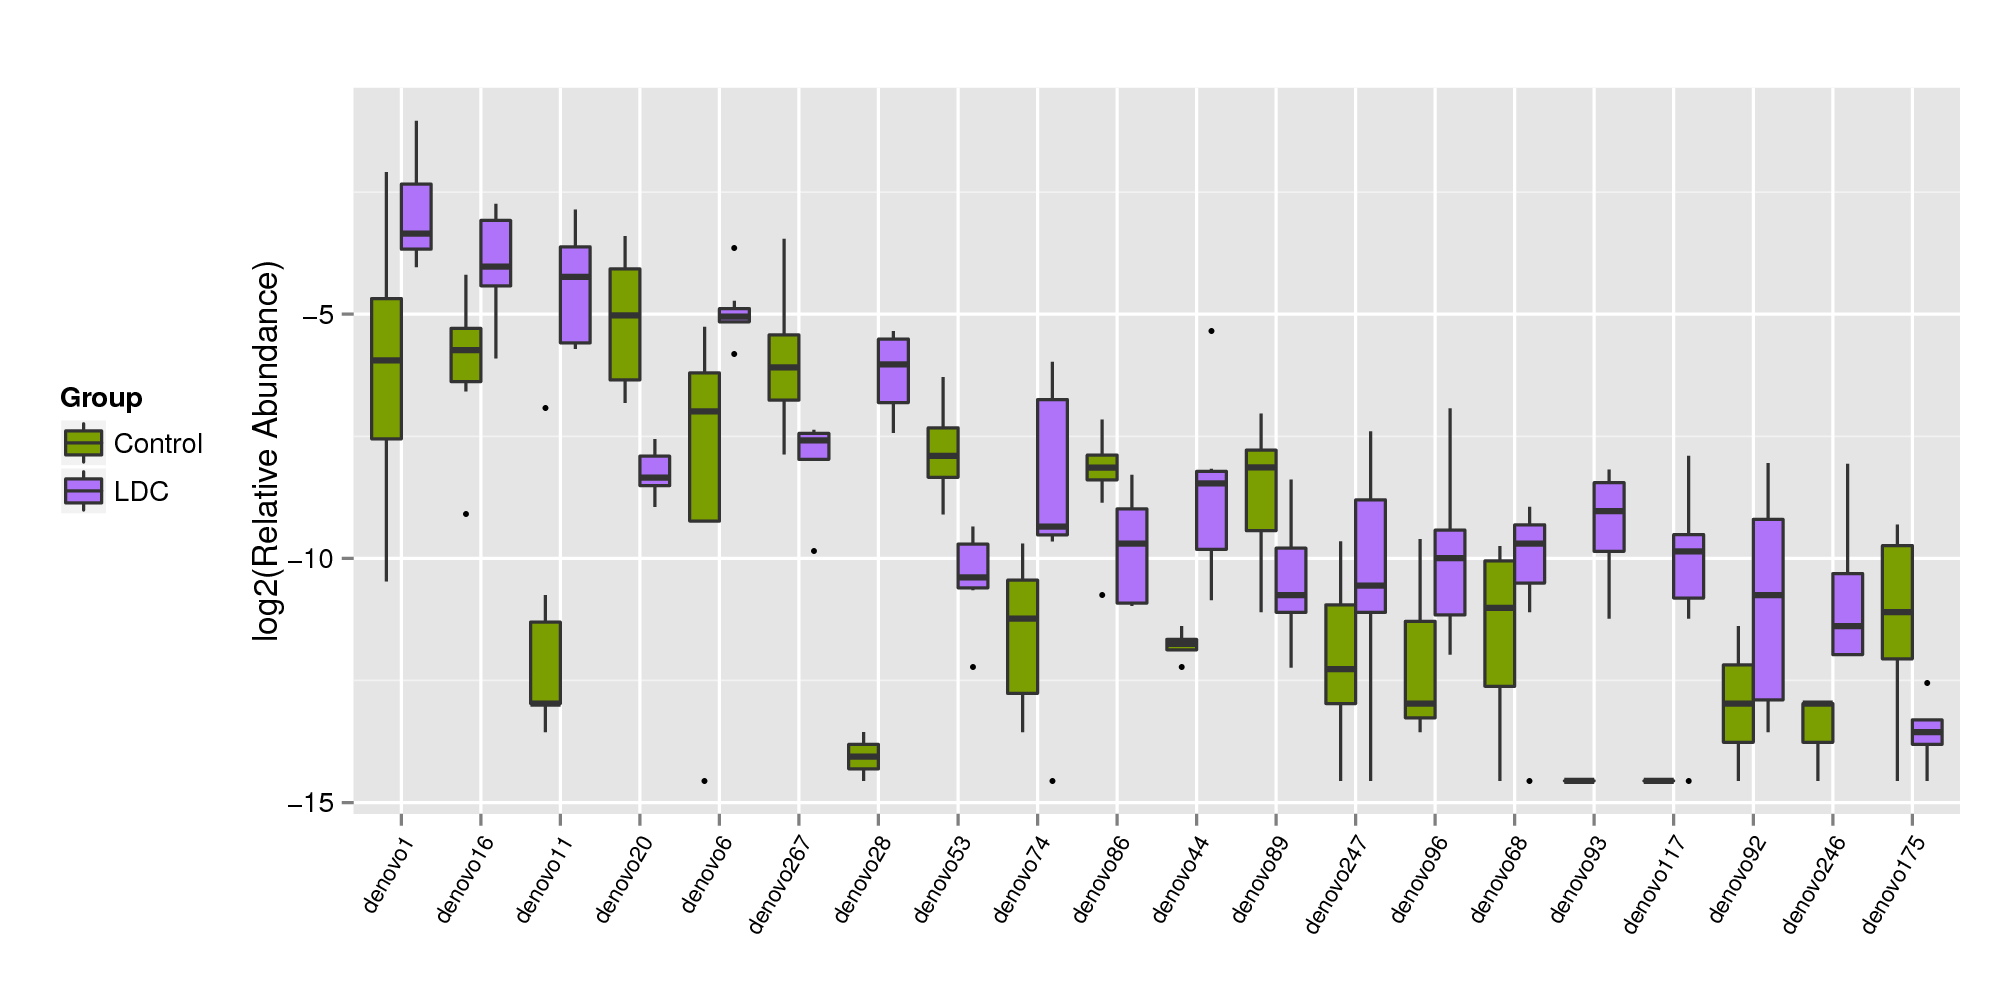 Group
Control
LDC
log2(Relative Abundance)
−5
−10
−15
denovo1
denovo16
denovo11
denovo20
denovo6
denovo267
denovo28
denovo53
denovo74
denovo86
denovo44
denovo89
denovo247
denovo96
denovo68
denovo93
denovo117
denovo92
denovo246
denovo175